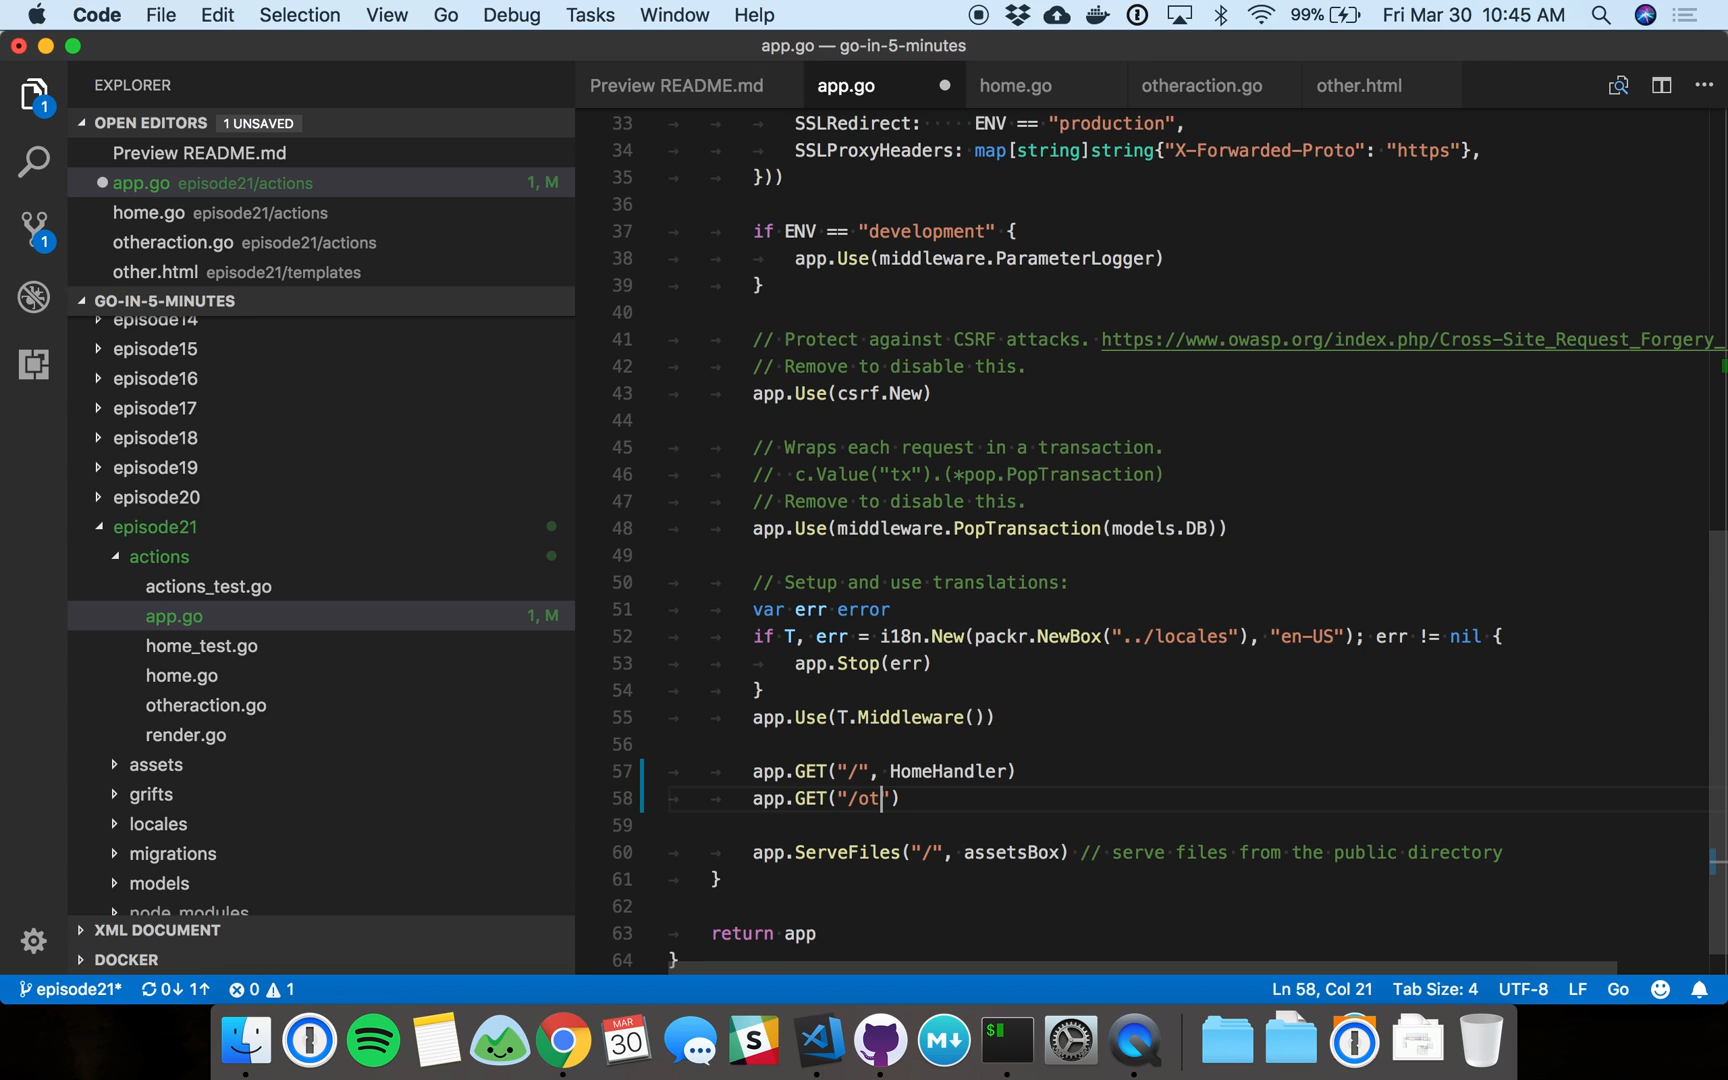 Code File Edit Selection View Go Debug Tasks Window Help 99% Fri Mar 30 10:45 AM
app.go — go-in-5-minutes
EXPLORER
Preview README.md app.go home.go otheraction.go other.html
OPEN EDITORS 1 UNSAVED
Preview README.md
app.go episode21/actions 1, M
home.go episode21/actions
otheraction.go episode21/actions
other.html episode21/templates
GO-IN-5-MINUTES
episode14
episode15
episode16
episode17
episode18
episode19
episode20
episode21
actions
actions_test.go
app.go 1, M
home_test.go
home.go
otheraction.go
render.go
assets
grifts
locales
migrations
models
node_modules
XML DOCUMENT
DOCKER
33 SSLRedirect: ENV == "production",
34 SSLProxyHeaders: map[string]string{"X-Forwarded-Proto": "https"},
35 }))
36
37 if ENV == "development" {
38 app.Use(middleware.ParameterLogger)
39 }
40
41 // Protect against CSRF attacks. https://www.owasp.org/index.php/Cross-Site_Request_Forgery_
42 // Remove to disable this.
43 app.Use(csrf.New)
44
45 // Wraps each request in a transaction.
46 //  c.Value("tx").(*pop.PopTransaction)
47 // Remove to disable this.
48 app.Use(middleware.PopTransaction(models.DB))
49
50 // Setup and use translations:
51 var err error
52 if T, err = i18n.New(packr.NewBox("../locales"), "en-US"); err != nil {
53 app.Stop(err)
54 }
55 app.Use(T.Middleware())
56
57 app.GET("/", HomeHandler)
58 app.GET("/ot")
59
60 app.ServeFiles("/", assetsBox) // serve files from the public directory
61 }
62
63 return app
64 }
episode21* 0↓ 1↑ 0 1 Ln 58, Col 21 Tab Size: 4 UTF-8 LF Go
MAR
30